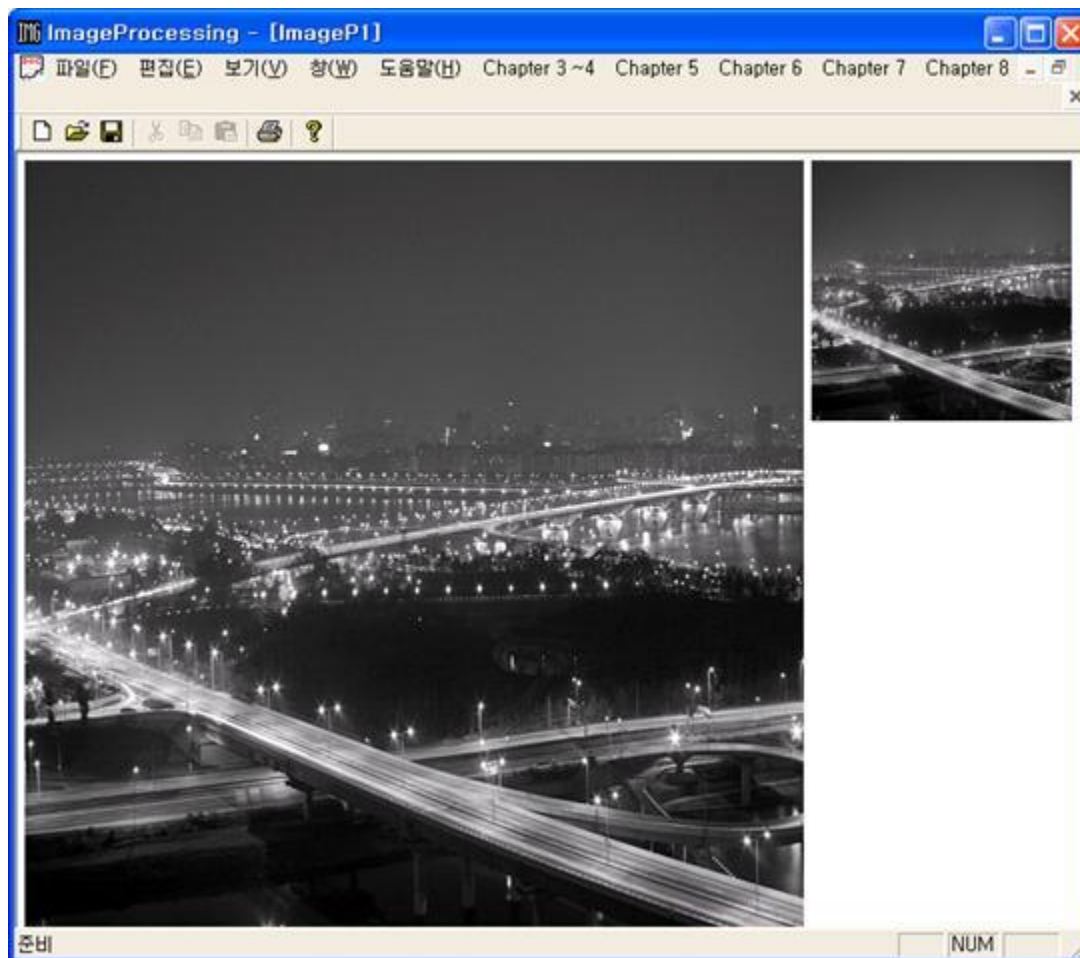 IMG ImageProcessing - [ImageP1]
파일(F) 편집(E) 보기(V) 창(W) 도움말(H) Chapter 3 ~4 Chapter 5 Chapter 6 Chapter 7 Chapter 8
준비 NUM